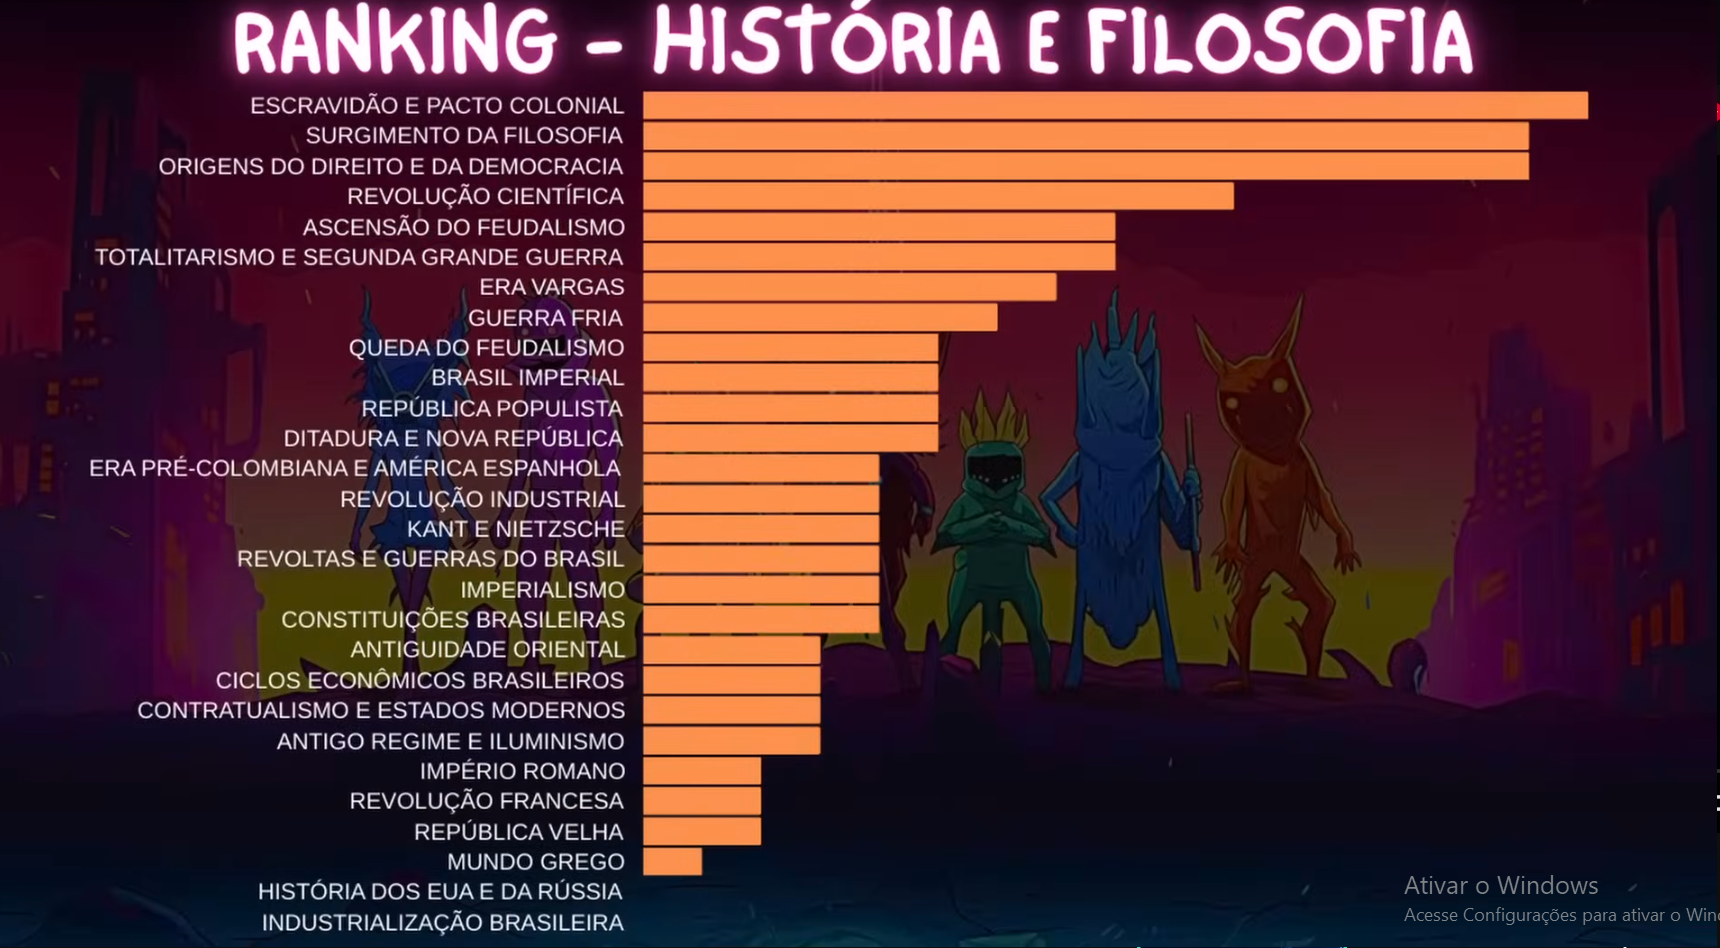 RANKING - HISTÓRIA E FILOSOFIA
ESCRAVIDÃO E PACTO COLONIAL
SURGIMENTO DA FILOSOFIA
ORIGENS DO DIREITO E DA DEMOCRACIA
REVOLUÇÃO CIENTÍFICA
ASCENSÃO DO FEUDALISMO
TOTALITARISMO E SEGUNDA GRANDE GUERRA
ERA VARGAS
GUERRA FRIA
QUEDA DO FEUDALISMO
BRASIL IMPERIAL
REPÚBLICA POPULISTA
DITADURA E NOVA REPÚBLICA
ERA PRÉ-COLOMBIANA E AMÉRICA ESPANHOLA
REVOLUÇÃO INDUSTRIAL
KANT E NIETZSCHE
REVOLTAS E GUERRAS DO BRASIL
IMPERIALISMO
CONSTITUIÇÕES BRASILEIRAS
ANTIGUIDADE ORIENTAL
CICLOS ECONÔMICOS BRASILEIROS
CONTRATUALISMO E ESTADOS MODERNOS
ANTIGO REGIME E ILUMINISMO
IMPÉRIO ROMANO
REVOLUÇÃO FRANCESA
REPÚBLICA VELHA
MUNDO GREGO
HISTÓRIA DOS EUA E DA RÚSSIA
INDUSTRIALIZAÇÃO BRASILEIRA
Ativar o Windows
Acesse Configurações para ativar o Win